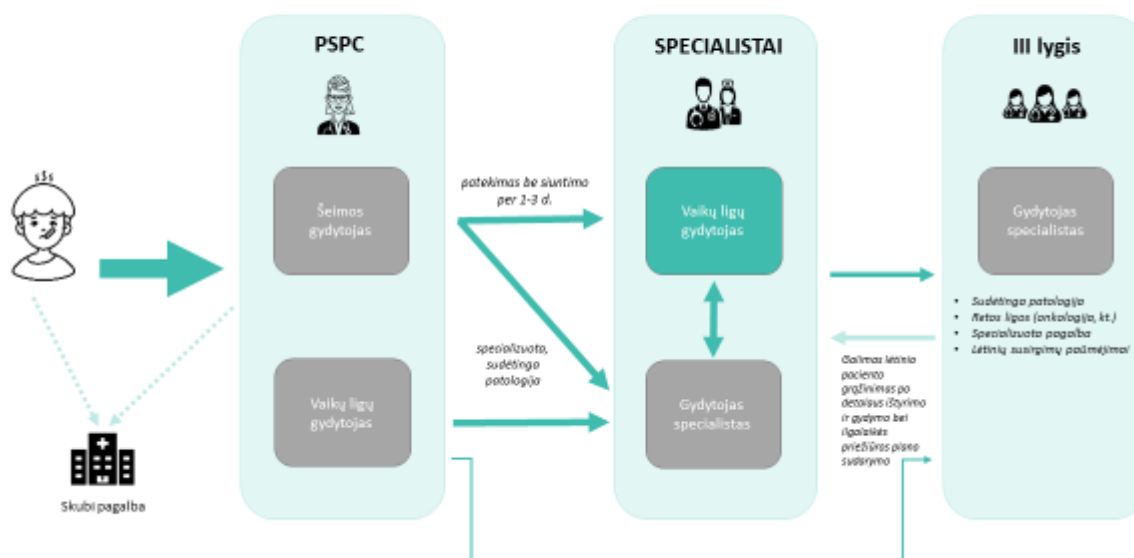 PSPC
SPECIALISTAI
III lygis
Šeimos
gydytojas
patekimas be siuntimo
per 1-3 d.
Vaikų ligų
gydytojas
Gydytojas
specialistas
Sudėtinga patologija
Retos ligos (onkologija, kt.)
Specializuota pagalba
Lėtinių susirgimų paūmėjimai
specializuota,
sudėtinga
patologija
Vaikų ligų
gydytojas
Gydytojas
specialistas
Galimas lėtinio
paciento
grąžinimas po
detalaus ištyrimo
ir gydymo bei
ilgalaikės
priežiūros plano
sudarymo
Skubi pagalba